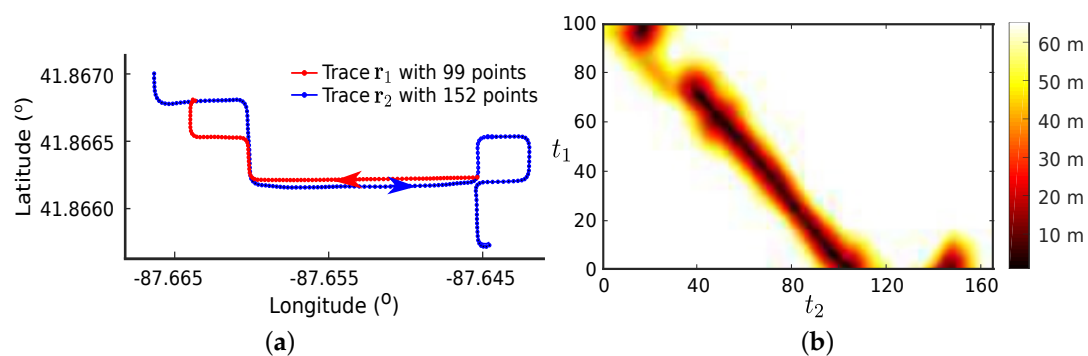 41.8670
41.8665
41.8660
Latitude (°)
Trace r₁ with 99 points
Trace r₂ with 152 points
-87.665
-87.655
-87.645
Longitude (o)
(a)
100
80
60
40
20
0
t₁
0
40
80
120
160
t₂
60 m
50 m
40 m
30 m
20 m
10 m
(b)